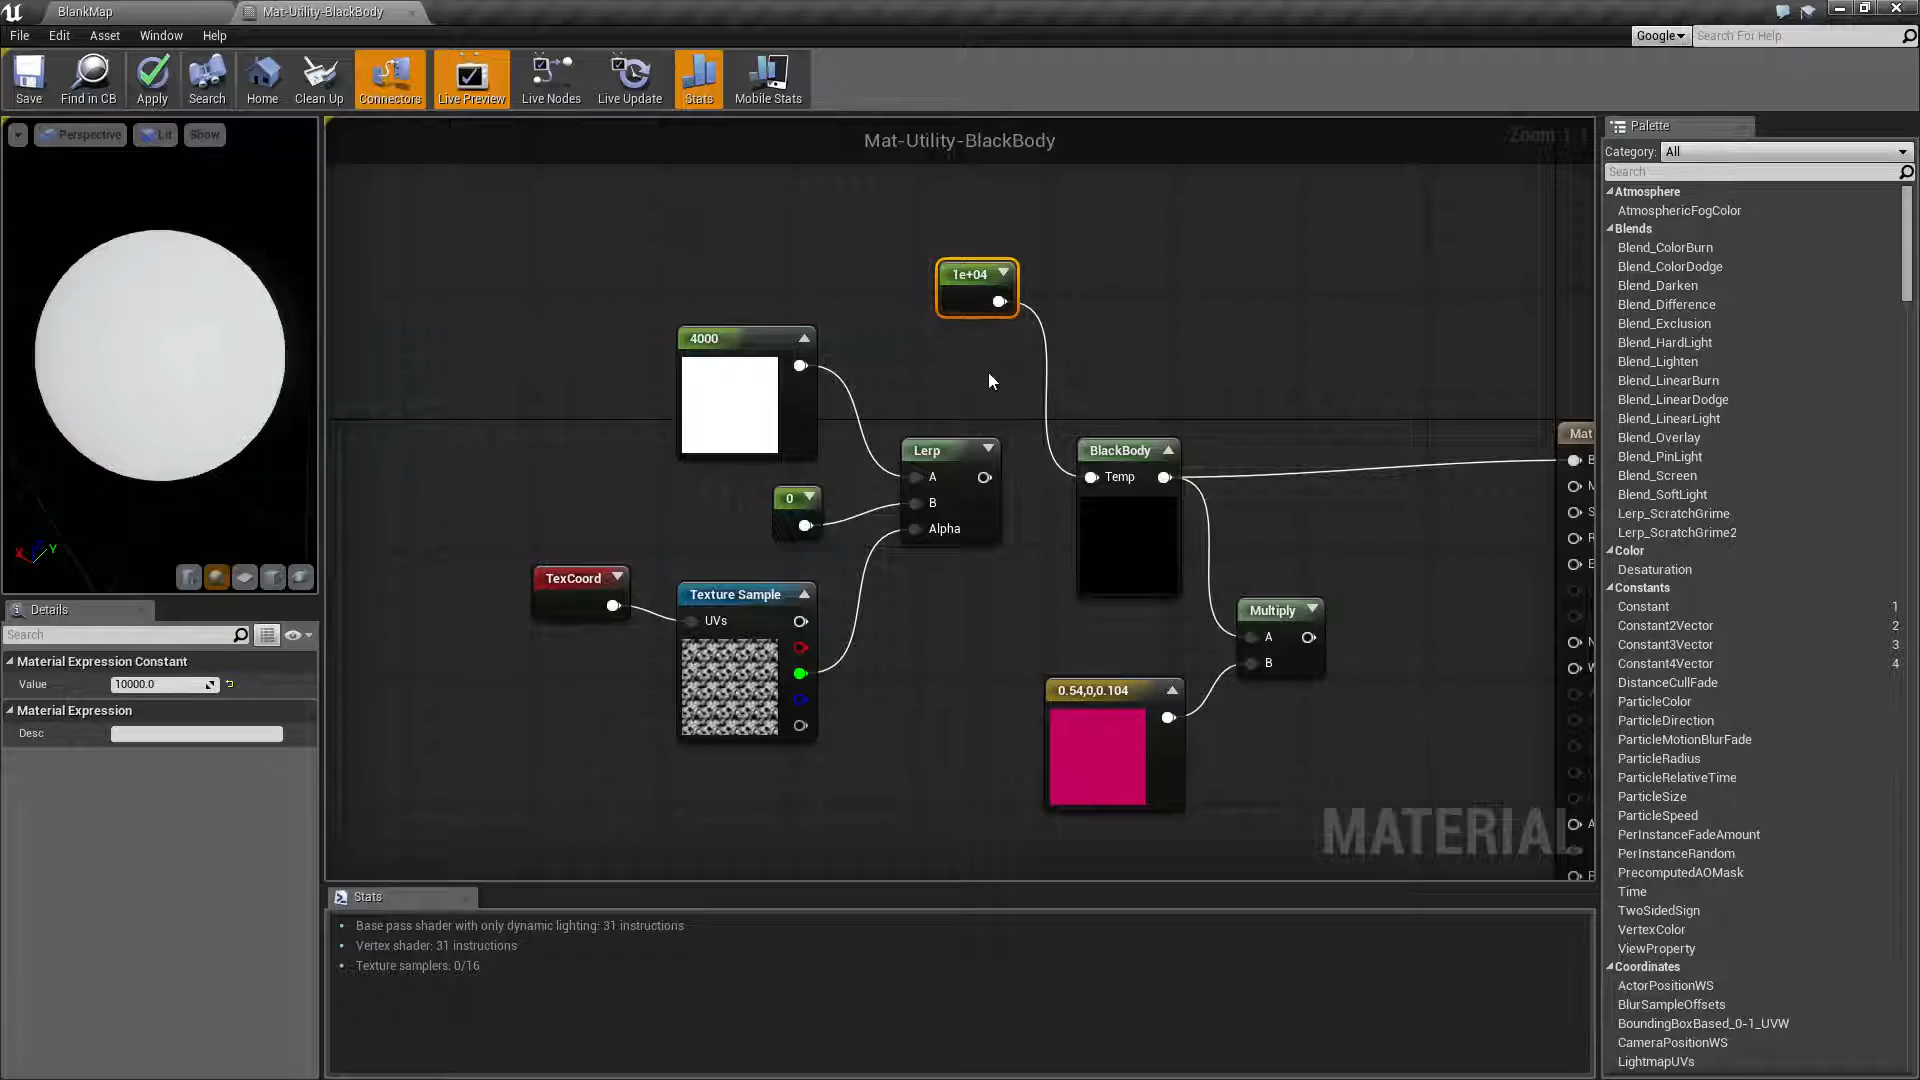 BlankMap
Mat-Utility-BlackBody
File Edit Asset Window Help
Google Search For Help
Save Find in CB Apply Search Home Clean Up Connectors Live Preview Live Nodes Live Update Stats Mobile Stats
Perspective Lit Show
X Z Y
Mat-Utility-BlackBody
Zoom 1:1
1e+04
4000
Lerp
A
B
Alpha
0
BlackBody
Temp
TexCoord
Texture Sample
UVs
Multiply
A
B
0.54,0,0.104
Mat
MATERIAL
Details
Search
Material Expression Constant
Value 10000.0
Material Expression
Desc
Stats
Base pass shader with only dynamic lighting: 31 instructions
Vertex shader: 31 instructions
Texture samplers: 0/16
Palette
Category: All
Search
Atmosphere
AtmosphericFogColor
Blends
Blend_ColorBurn
Blend_ColorDodge
Blend_Darken
Blend_Difference
Blend_Exclusion
Blend_HardLight
Blend_Lighten
Blend_LinearBurn
Blend_LinearDodge
Blend_LinearLight
Blend_Overlay
Blend_PinLight
Blend_Screen
Blend_SoftLight
Lerp_ScratchGrime
Lerp_ScratchGrime2
Color
Desaturation
Constants
Constant 1
Constant2Vector 2
Constant3Vector 3
Constant4Vector 4
DistanceCullFade
ParticleColor
ParticleDirection
ParticleMotionBlurFade
ParticleRadius
ParticleRelativeTime
ParticleSize
ParticleSpeed
PerInstanceFadeAmount
PerInstanceRandom
PrecomputedAOMask
Time
TwoSidedSign
VertexColor
ViewProperty
Coordinates
ActorPositionWS
BlurSampleOffsets
BoundingBoxBased_0-1_UVW
CameraPositionWS
LightmapUVs